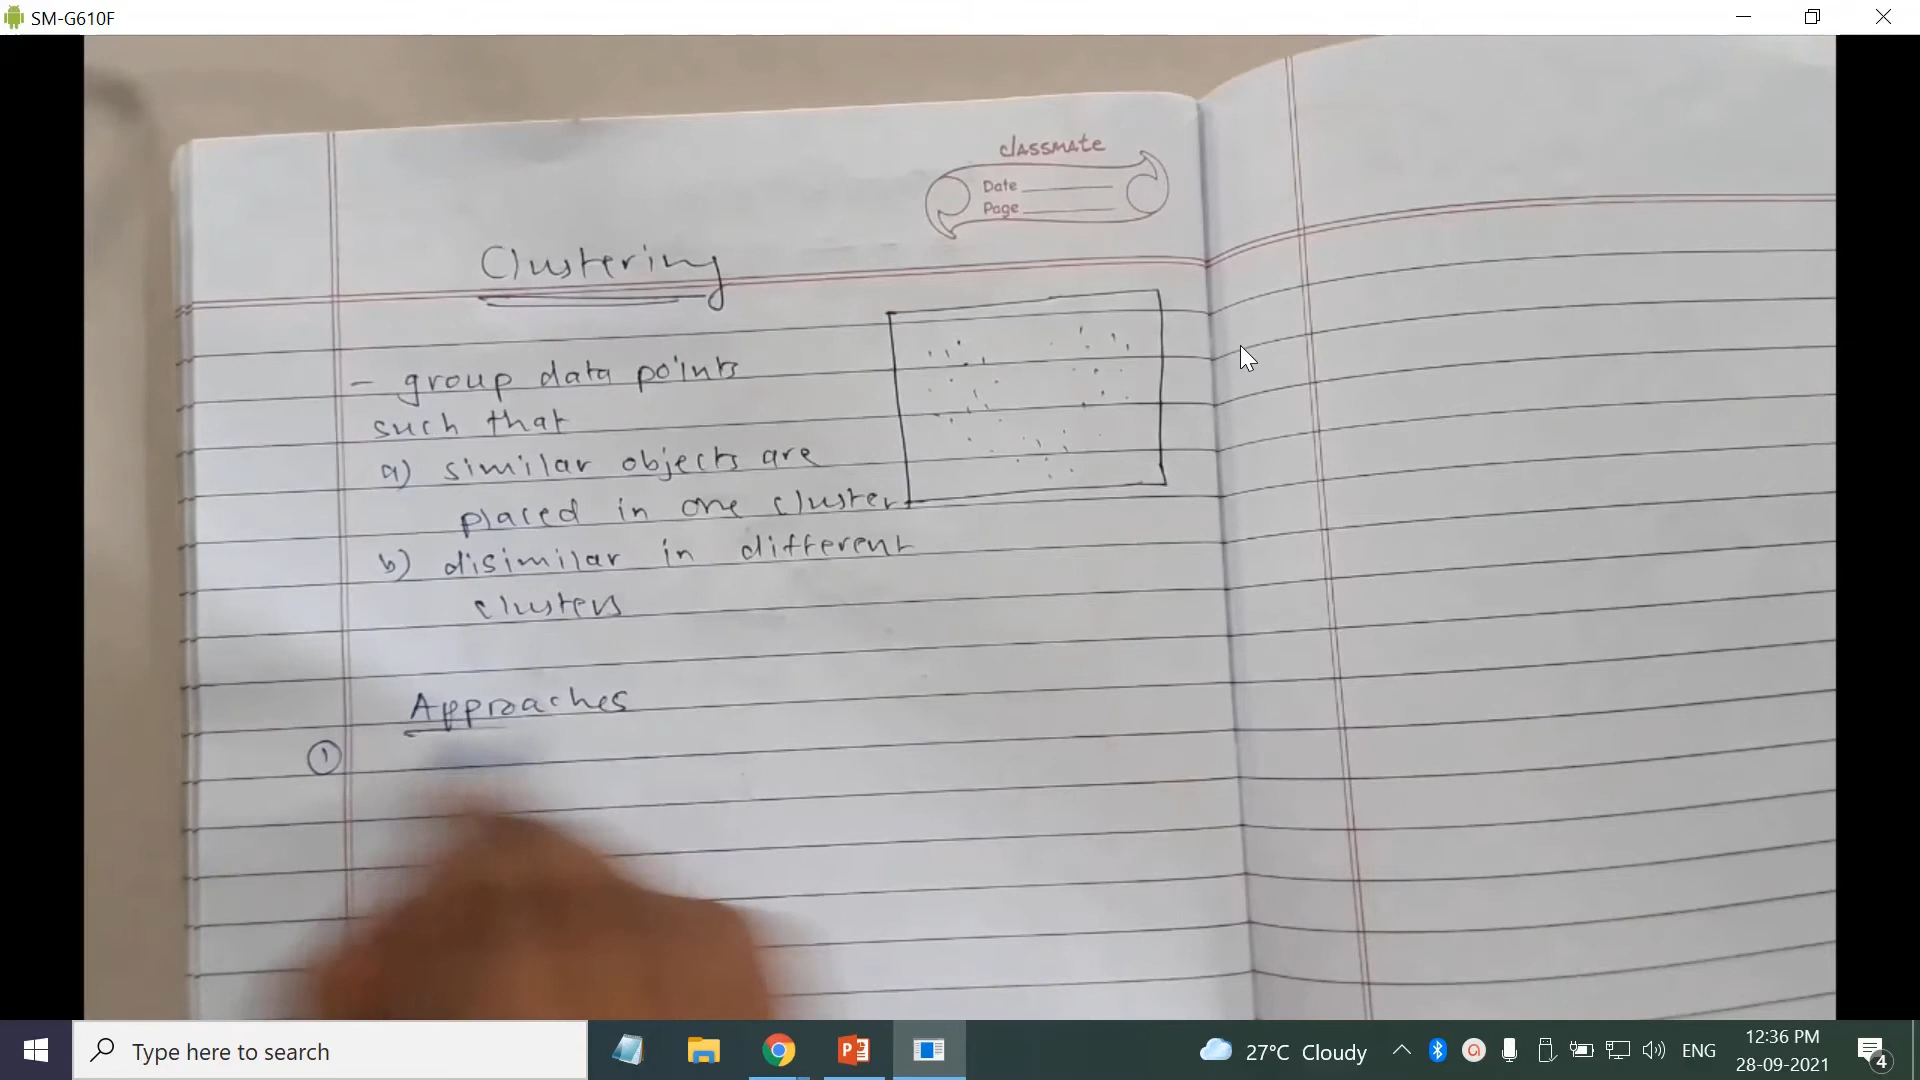 SM-G610F
classmate
Date
Page
Clustering
- group data points
such that
a) similar objects are
placed in one cluster
b) disimilar in different
clusters
Approaches
1
Type here to search
27°C Cloudy
ENG
12:36 PM
28-09-2021
4